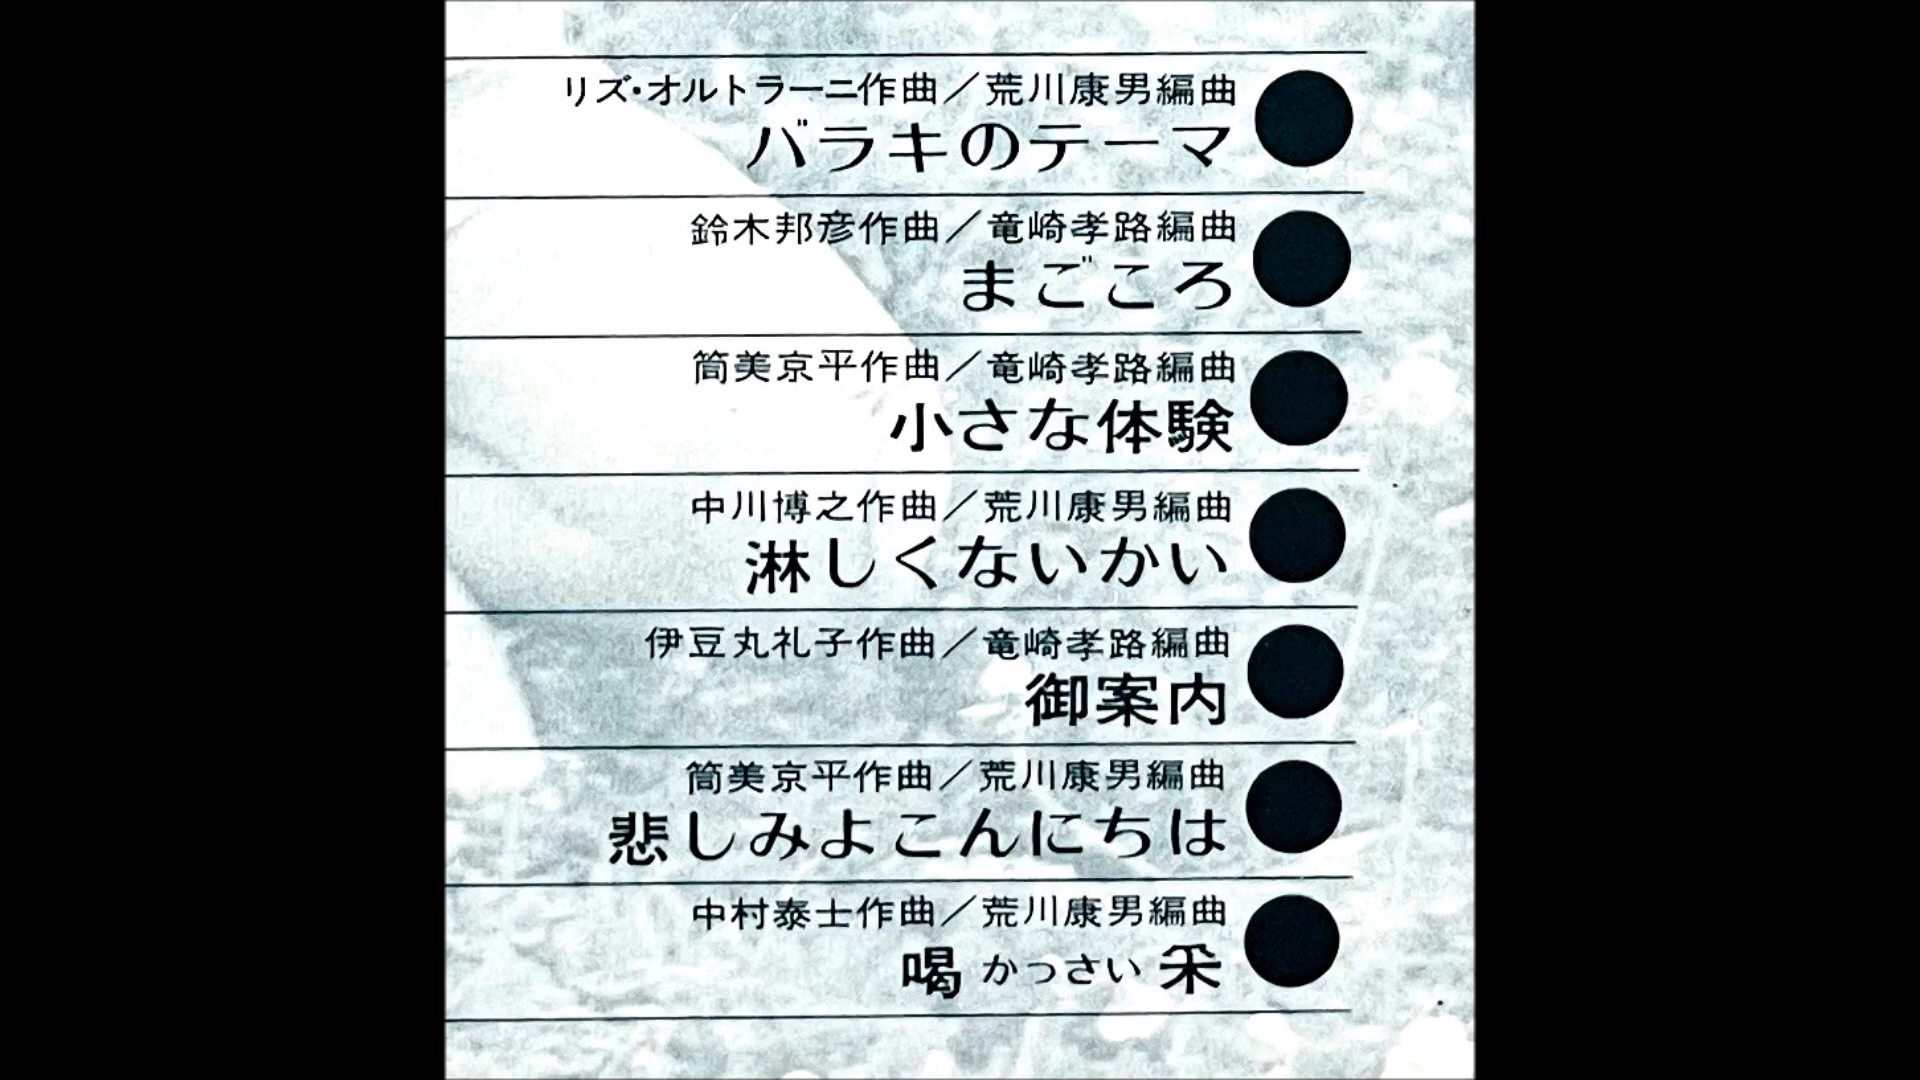 リズ・オルトラーニ作曲／荒川康男編曲
バラキのテーマ
鈴木邦彦作曲／竜崎孝路編曲
まごころ
筒美京平作曲／竜崎孝路編曲
小さな体験
中川博之作曲／荒川康男編曲
淋しくないかい
伊豆丸礼子作曲／竜崎孝路編曲
御案内
筒美京平作曲／荒川康男編曲
悲しみよこんにちは
中村泰士作曲／荒川康男編曲
喝かっさい采